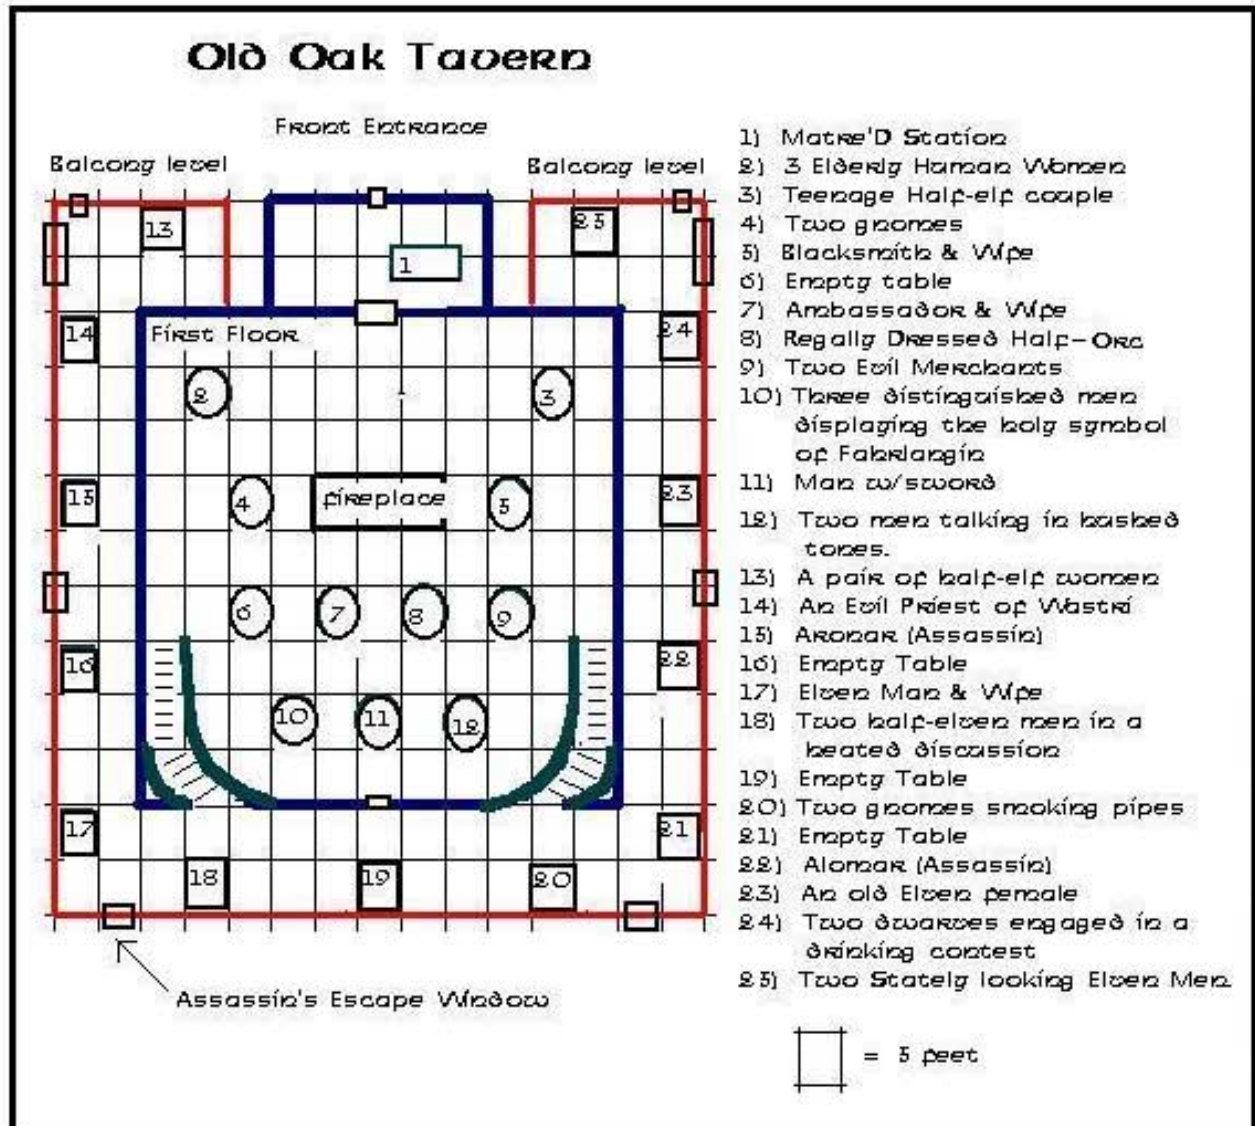 Old Oak Tavern
Front Entrance
Balcony level
Balcony level
13
25
1
14
First Floor
24
2
3
15
4
fireplace
5
23
6
7
8
9
16
22
10
11
12
17
21
18
19
20
Assassin's Escape Window
1) Matre'D Station
2) 3 Elderly Human Women
3) Teenage Half-elf couple
4) Two gnomes
5) Blacksmith & Wife
6) Empty table
7) Ambassador & Wife
8) Regally Dressed Half-Orc
9) Two Evil Merchants
10) Three distinguished men
displaying the holy symbol
of Fahrlangin
11) Man w/sword
12) Two men talking in hushed
tones.
13) A pair of half-elf women
14) An Evil Priest of Wastri
15) Aromar (Assassin)
16) Empty Table
17) Elven Man & Wife
18) Two half-elven men in a
heated discussion
19) Empty Table
20) Two gnomes smoking pipes
21) Empty Table
22) Alomar (Assassin)
23) An old Elven female
24) Two dwarves engaged in a
drinking contest
25) Two Stately looking Elven Men
= 5 feet